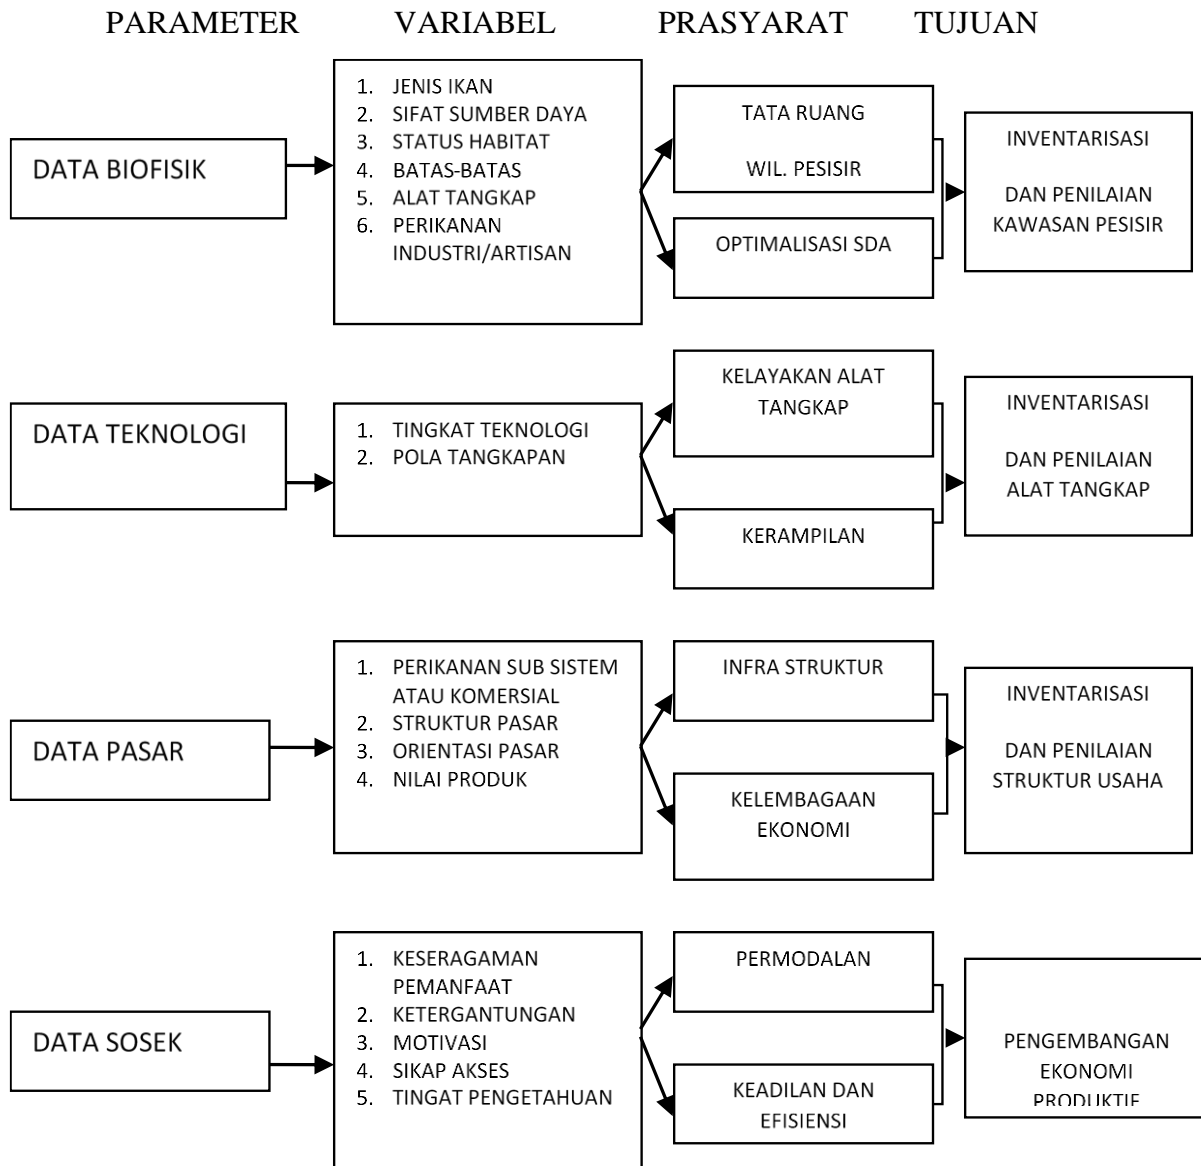 PARAMETER VARIABEL PRASYARAT TUJUAN
DATA BIOFISIK
1. JENIS IKAN
2. SIFAT SUMBER DAYA
3. STATUS HABITAT
4. BATAS-BATAS
5. ALAT TANGKAP
6. PERIKANAN
INDUSTRI/ARTISAN
TATA RUANG
WIL. PESISIR
OPTIMALISASI SDA
INVENTARISASI
DAN PENILAIAN
KAWASAN PESISIR
DATA TEKNOLOGI
1. TINGKAT TEKNOLOGI
2. POLA TANGKAPAN
KELAYAKAN ALAT
TANGKAP
KERAMPILAN
INVENTARISASI
DAN PENILAIAN
ALAT TANGKAP
DATA PASAR
1. PERIKANAN SUB SISTEM
ATAU KOMERSIAL
2. STRUKTUR PASAR
3. ORIENTASI PASAR
4. NILAI PRODUK
INFRA STRUKTUR
KELEMBAGAAN
EKONOMI
INVENTARISASI
DAN PENILAIAN
STRUKTUR USAHA
DATA SOSEK
1. KESERAGAMAN
PEMANFAAT
2. KETERGANTUNGAN
3. MOTIVASI
4. SIKAP AKSES
5. TINGAT PENGETAHUAN
PERMODALAN
KEADILAN DAN
EFISIENSI
PENGEMBANGAN
EKONOMI
PRODUKTIF